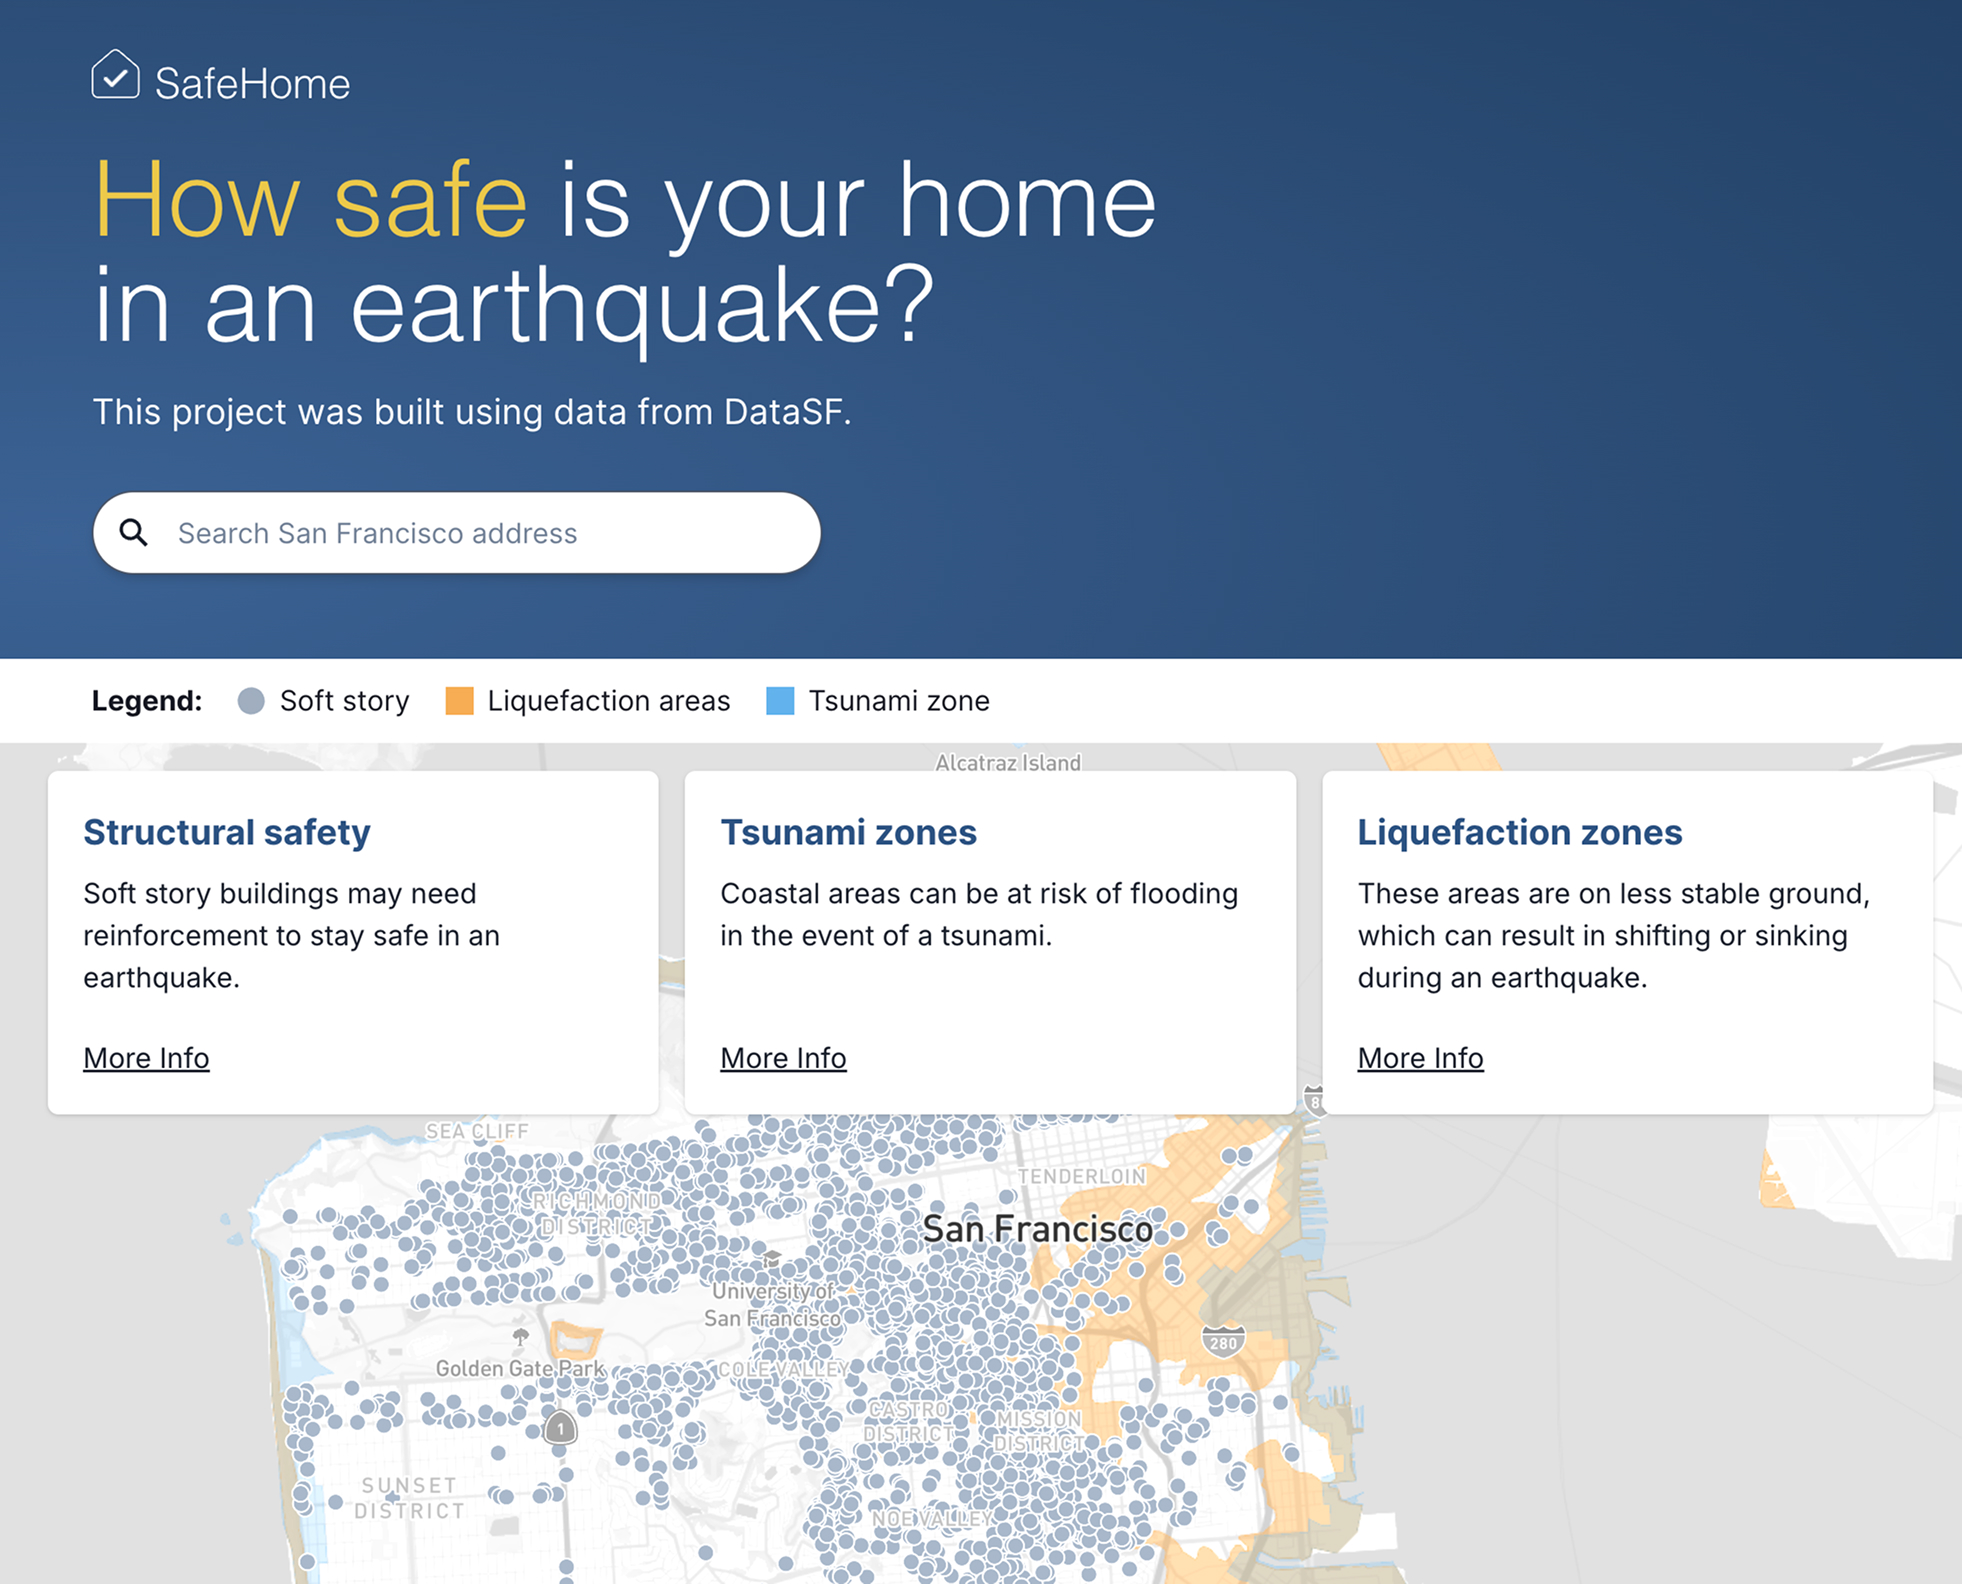 SafeHome
How safe is your home
in an earthquake?
This project was built using data from DataSF.
Search San Francisco address
Legend: Soft story Liquefaction areas Tsunami zone
Alcatraz Island
Structural safety
Soft story buildings may need
reinforcement to stay safe in an
earthquake.
More Info
Tsunami zones
Coastal areas can be at risk of flooding
in the event of a tsunami.
More Info
Liquefaction zones
These areas are on less stable ground,
which can result in shifting or sinking
during an earthquake.
More Info
SEA CLIFF
TENDERLOIN
RICHMOND
DISTRICT
San Francisco
University of
San Francisco
280
Golden Gate Park
COLE VALLEY
1
CASTRO
DISTRICT
MISSION
DISTRICT
SUNSET
DISTRICT
NOE VALLEY